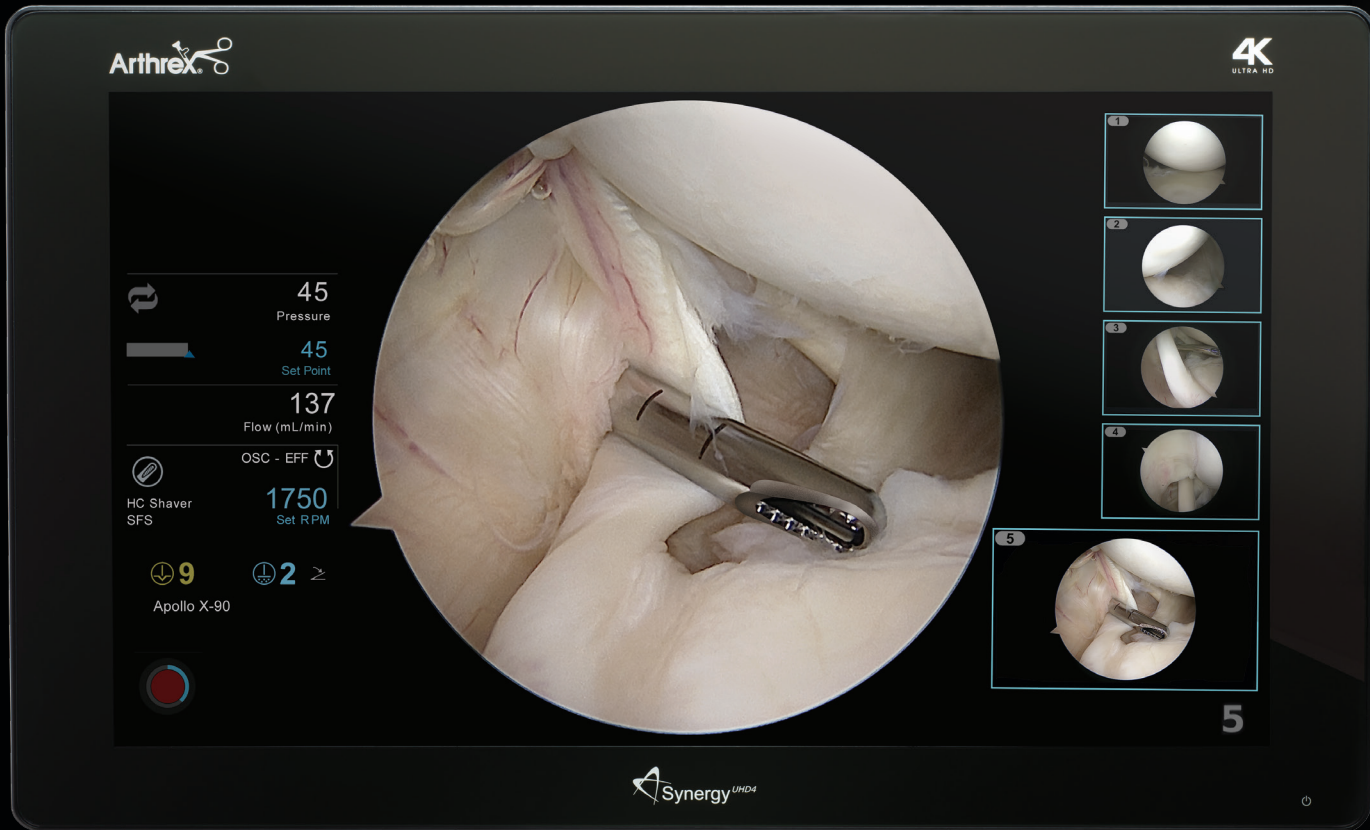 Arthrex®
4K
ULTRA HD
45
Pressure
45
Set Point
137
Flow (mL/min)
OSC - EFF
HC Shaver
SFS
1750
Set RPM
9
2
Apollo X-90
1
2
3
4
5
5
Synergy UHD4